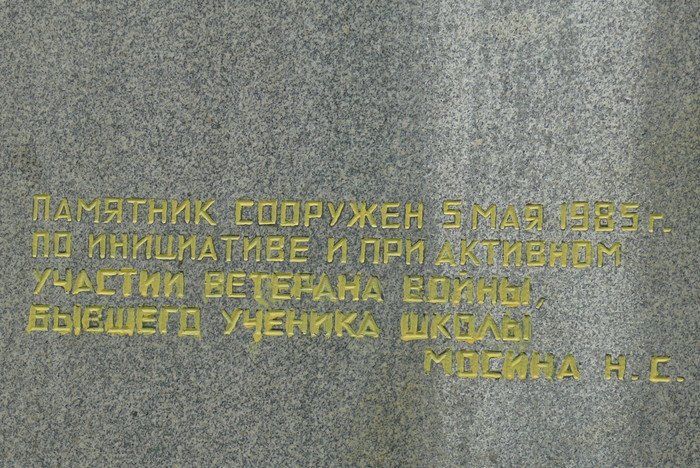 ПАМЯТНИК СООРУЖЕН 5 МАЯ 1985 г.
ПО ИНИЦИАТИВЕ И ПРИ АКТИВНОМ
УЧАСТИИ ВЕТЕРАНА ВОЙНЫ,
БЫВШЕГО УЧЕНИКА ШКОЛЫ
МОСИНА Н. С.